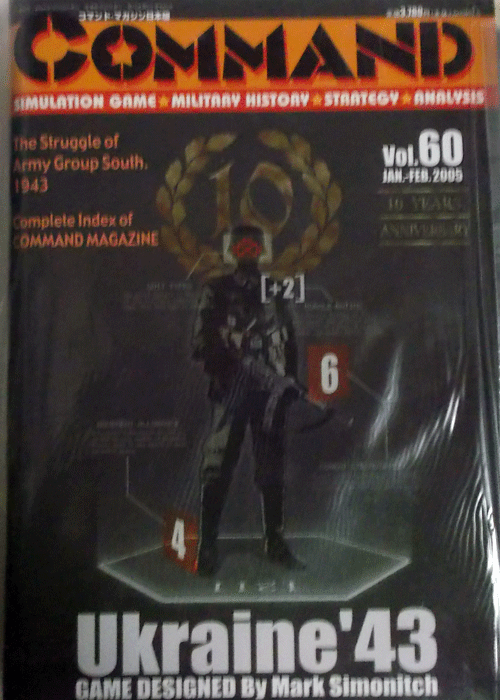 コマンド・マガジン日本版
COMMAND
SIMULATION GAME★MILITARY HISTORY★STRATEGY★ANALYSIS
The Struggle of
Army Group South.
1943
Vol.60
JAN.-FEB.2005
10 YEARS
ANNIVERSARY
Complete Index of
COMMAND MAGAZINE
10
[+2]
6
4
Ukraine'43
GAME DESIGNED By Mark Simonitch